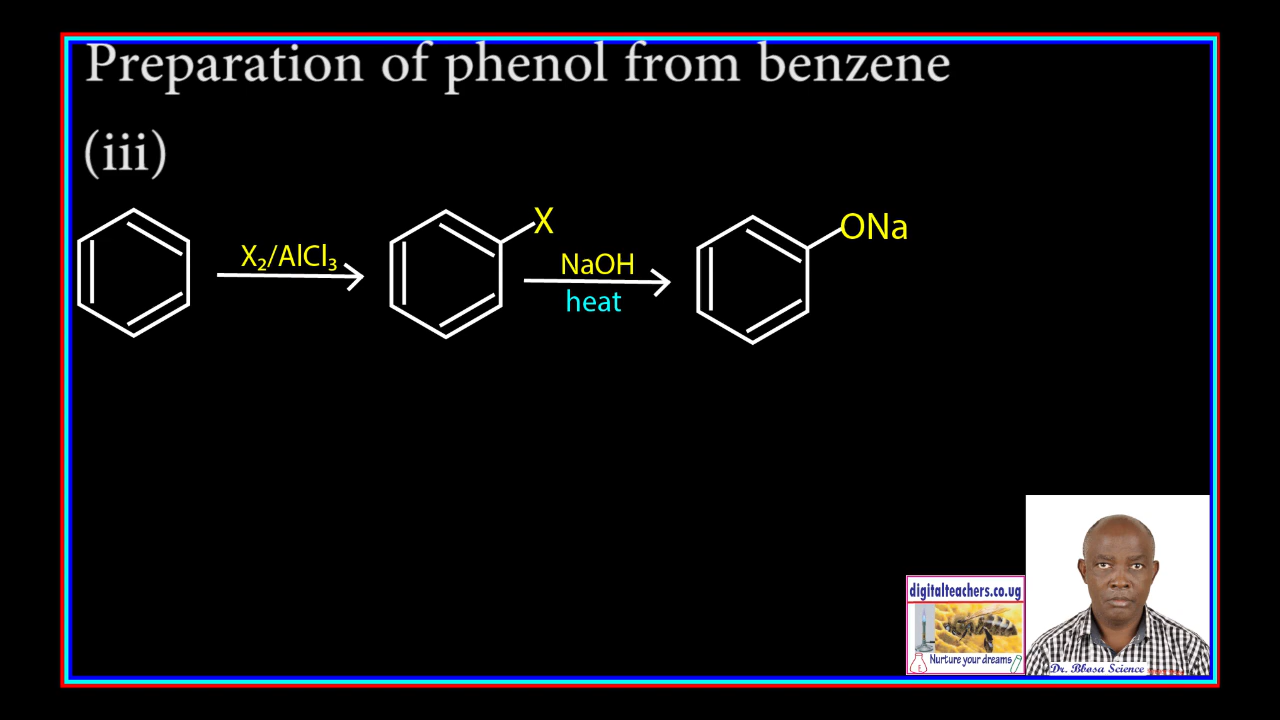 Preparation of phenol from benzene
(iii)
X₂/AlCl₃
X
NaOH
heat
ONa
digitalteachers.co.ug
Nurture your dreams
Dr. Bbosa Science